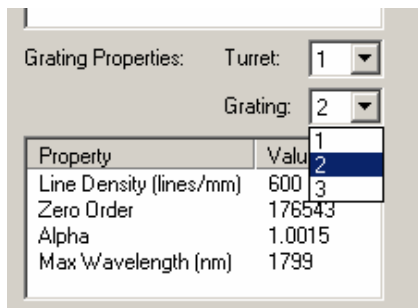 Grating Properties: Turret: 1
Grating: 2
1
2
3
Property Valu
Line Density (lines/mm) 600
Zero Order 176543
Alpha 1.0015
Max Wavelength (nm) 1799